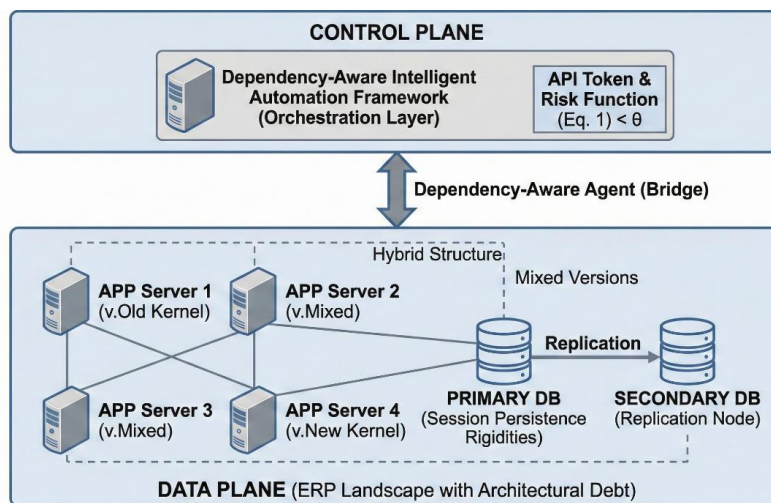 CONTROL PLANE
Dependency-Aware Intelligent
Automation Framework
(Orchestration Layer)
API Token &
Risk Function
(Eq. 1) < θ
Dependency-Aware Agent (Bridge)
Hybrid Structure
Mixed Versions
APP Server 1
(v.Old Kernel)
APP Server 2
(v.Mixed)
Replication
APP Server 3
(v.Mixed)
APP Server 4
(v.New Kernel)
PRIMARY DB
(Session Persistence
Rigidities)
SECONDARY DB
(Replication Node)
DATA PLANE (ERP Landscape with Architectural Debt)